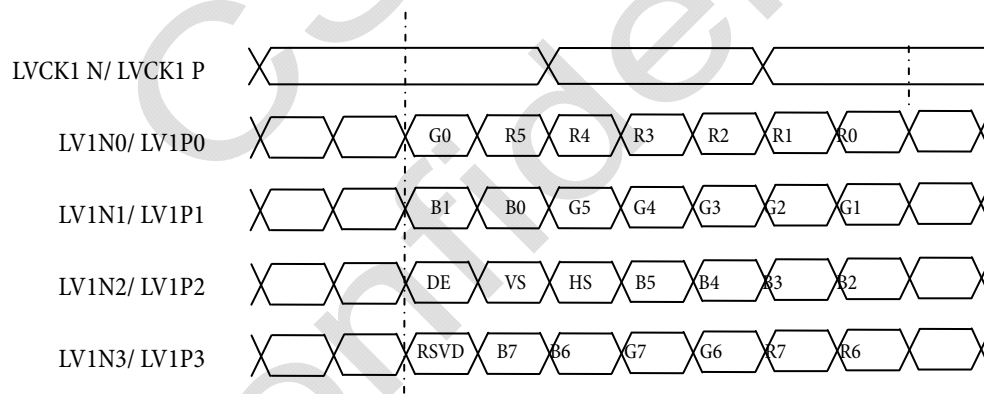 LVCK1 N/ LVCK1 P
LV1N0/ LV1P0 G0 R5 R4 R3 R2 R1 R0
LV1N1/ LV1P1 B1 B0 G5 G4 G3 G2 G1
LV1N2/ LV1P2 DE VS HS B5 B4 B3 B2
LV1N3/ LV1P3 RSVD B7 B6 G7 G6 R7 R6